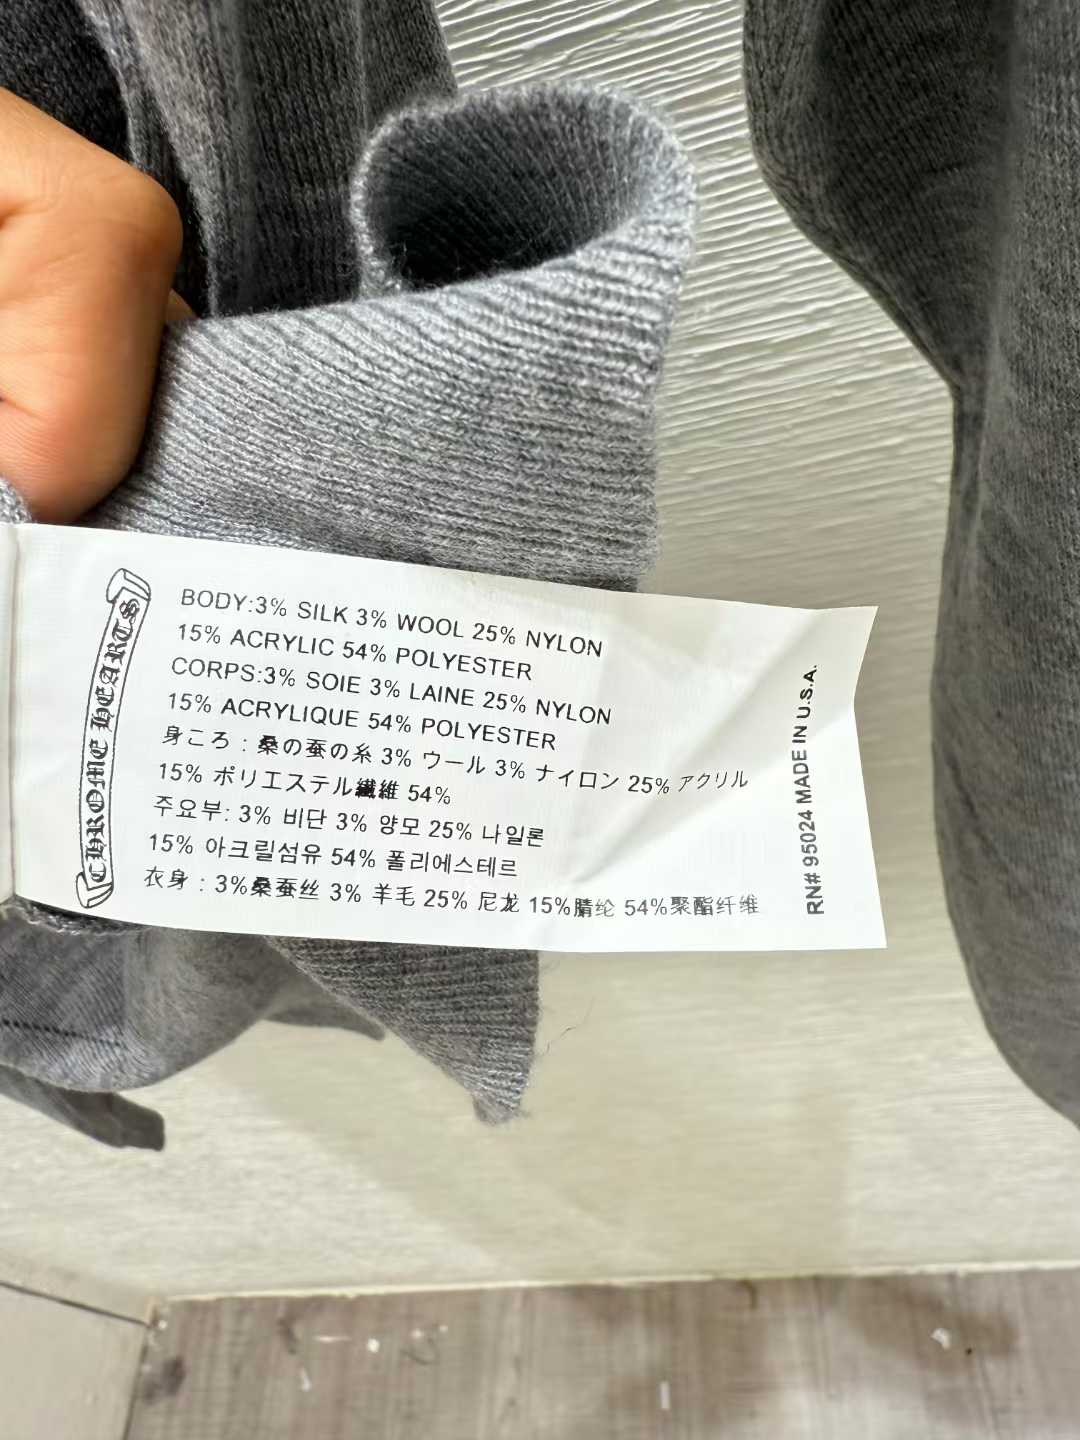 CHROME HEARTS
BODY:3% SILK 3% WOOL 25% NYLON
15% ACRYLIC 54% POLYESTER
CORPS:3% SOIE 3% LAINE 25% NYLON
15% ACRYLIQUE 54% POLYESTER
身ころ：桑の蚕の糸 3% ウール 3% ナイロン 25% アクリル
15% ポリエステル繊維 54%
주요부: 3% 비단 3% 양모 25% 나일론
15% 아크릴섬유 54% 폴리에스테르
衣身：3%桑蚕丝 3% 羊毛 25% 尼龙 15%腈纶 54%聚酯纤维
RN# 95024 MADE IN U.S.A.